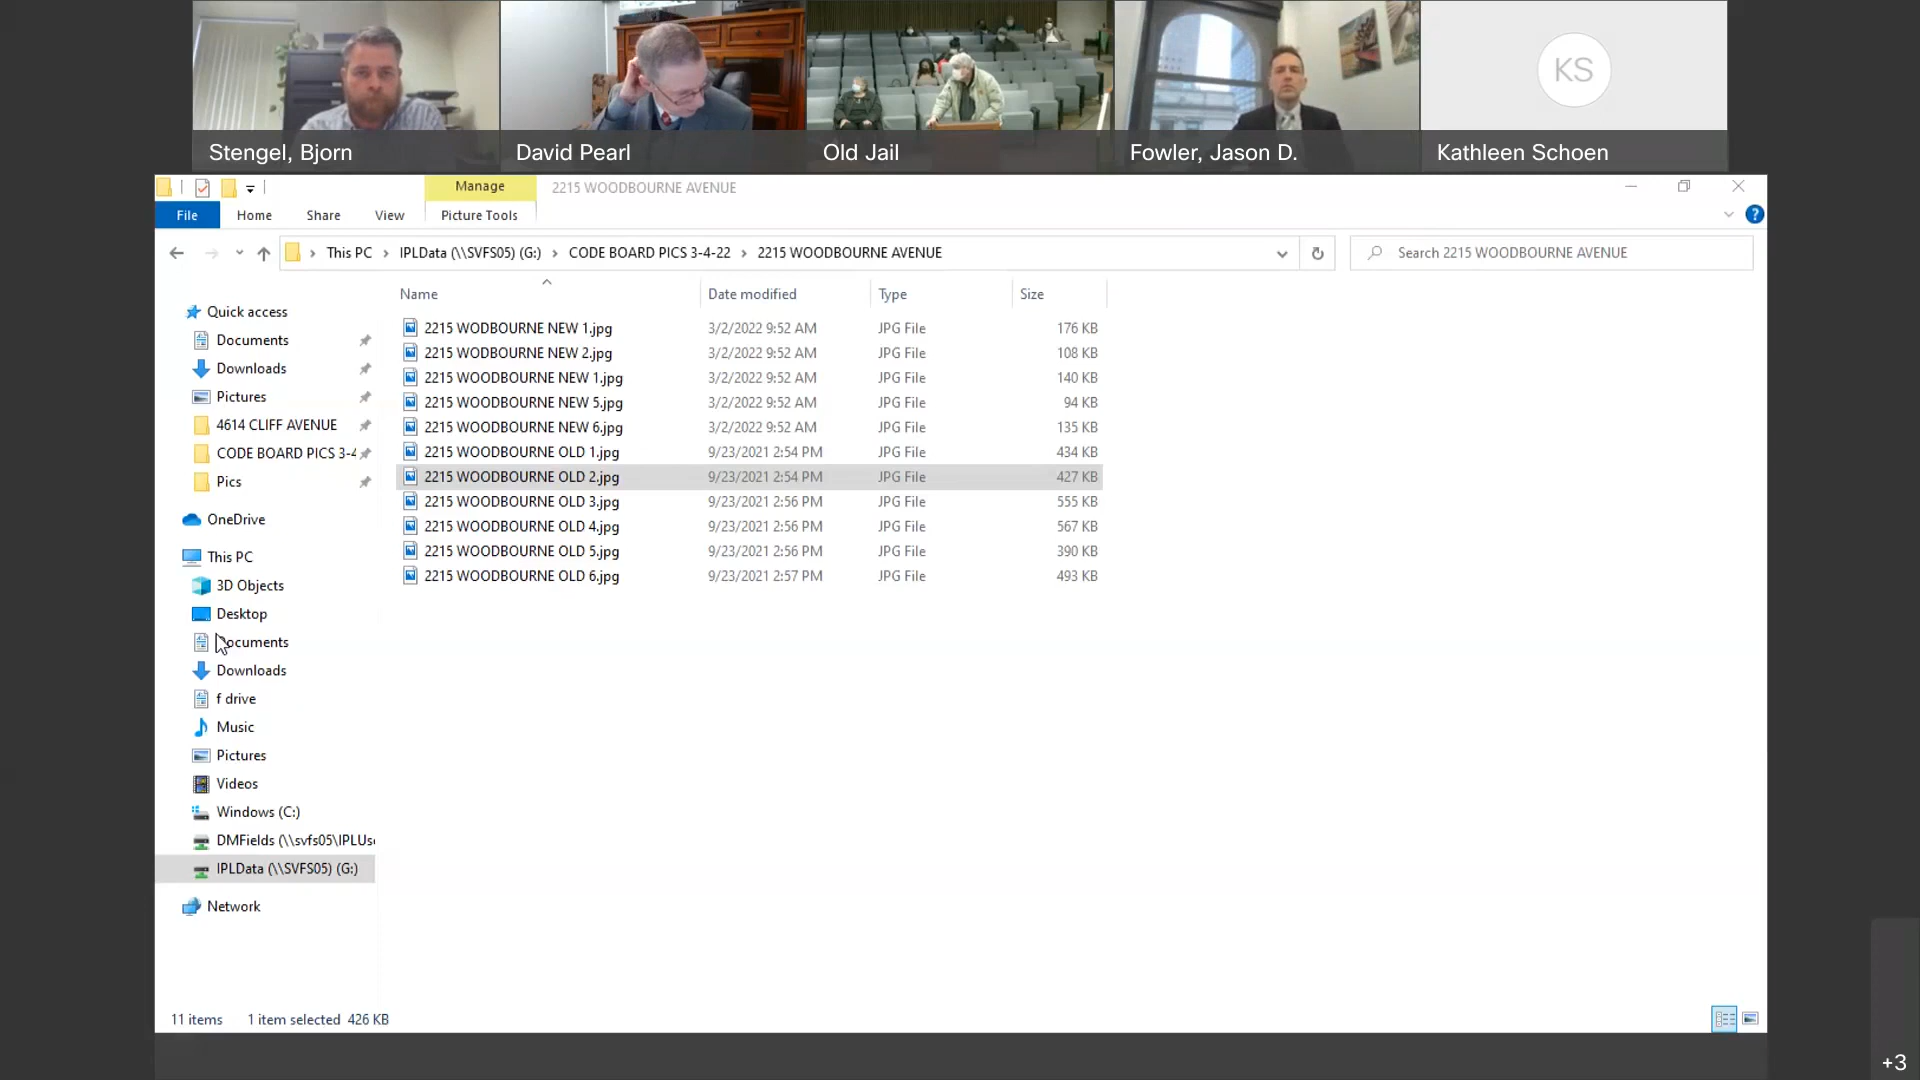 KS
Stengel, Bjorn
David Pearl
Old Jail
Fowler, Jason D.
Kathleen Schoen
Manage
2215 WOODBOURNE AVENUE
File
Home
Share
View
Picture Tools
This PC
IPLData (\\SVFS05) (G:)
CODE BOARD PICS 3-4-22
2215 WOODBOURNE AVENUE
Search 2215 WOODBOURNE AVENUE
Name
Date modified
Type
Size
Quick access
Documents
Downloads
Pictures
4614 CLIFF AVENUE
CODE BOARD PICS 3-4
Pics
OneDrive
This PC
3D Objects
Desktop
Documents
Downloads
f drive
Music
Pictures
Videos
Windows (C:)
DMFields (\\svfs05\IPLUs
IPLData (\\SVFS05) (G:)
Network
2215 WODBOURNE NEW 1.jpg 3/2/2022 9:52 AM JPG File 176 KB
2215 WODBOURNE NEW 2.jpg 3/2/2022 9:52 AM JPG File 108 KB
2215 WOODBOURNE NEW 1.jpg 3/2/2022 9:52 AM JPG File 140 KB
2215 WOODBOURNE NEW 5.jpg 3/2/2022 9:52 AM JPG File 94 KB
2215 WOODBOURNE NEW 6.jpg 3/2/2022 9:52 AM JPG File 135 KB
2215 WOODBOURNE OLD 1.jpg 9/23/2021 2:54 PM JPG File 434 KB
2215 WOODBOURNE OLD 2.jpg 9/23/2021 2:54 PM JPG File 427 KB
2215 WOODBOURNE OLD 3.jpg 9/23/2021 2:56 PM JPG File 555 KB
2215 WOODBOURNE OLD 4.jpg 9/23/2021 2:56 PM JPG File 567 KB
2215 WOODBOURNE OLD 5.jpg 9/23/2021 2:56 PM JPG File 390 KB
2215 WOODBOURNE OLD 6.jpg 9/23/2021 2:57 PM JPG File 493 KB
11 items
1 item selected 426 KB
+3